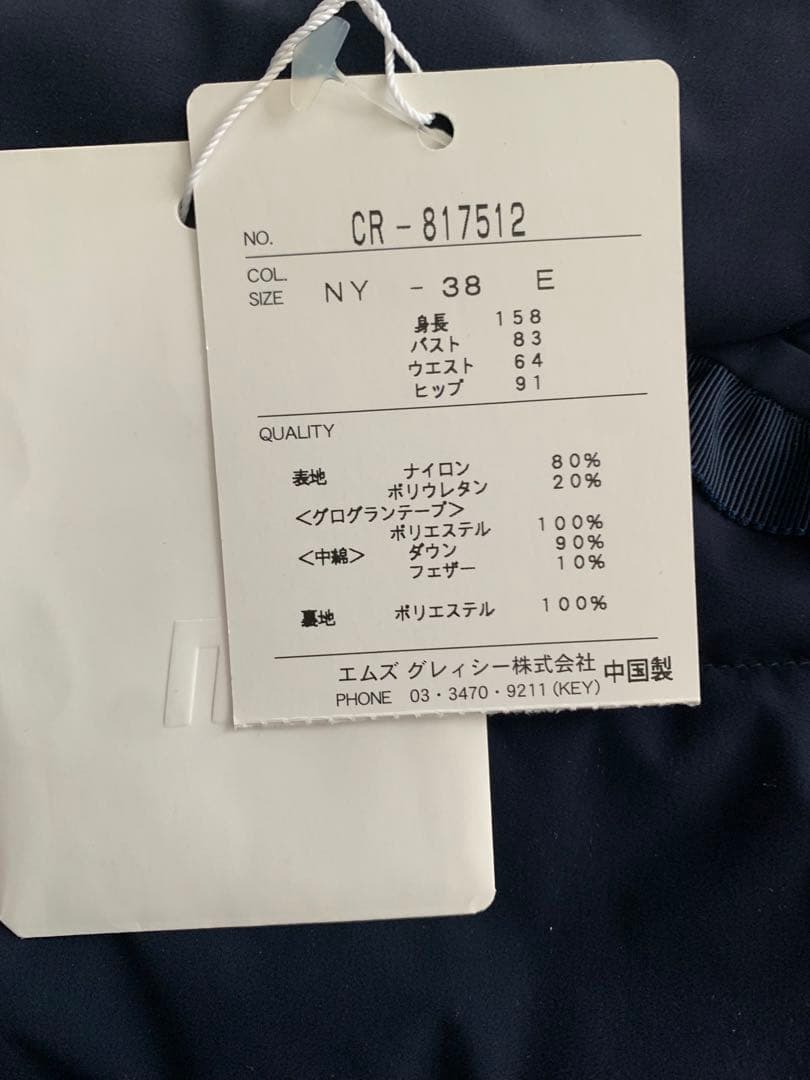 NO. CR-817512
COL.
SIZE NY -38 E
身長 158
バスト 83
ウエスト 64
ヒップ 91
QUALITY
表地 ナイロン 80%
ポリウレタン 20%
<グログランテープ>
ポリエステル 100%
<中綿> ダウン 90%
フェザー 10%
裏地 ポリエステル 100%
エムズ グレィシー株式会社 中国製
PHONE 03・3470・9211(KEY)